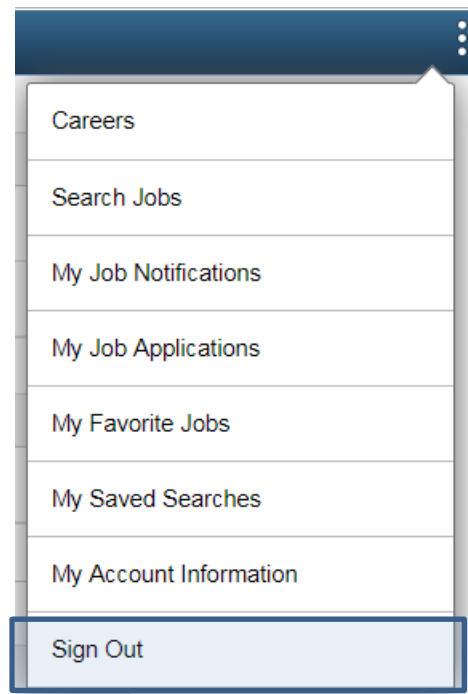 Careers
Search Jobs
My Job Notifications
My Job Applications
My Favorite Jobs
My Saved Searches
My Account Information
Sign Out